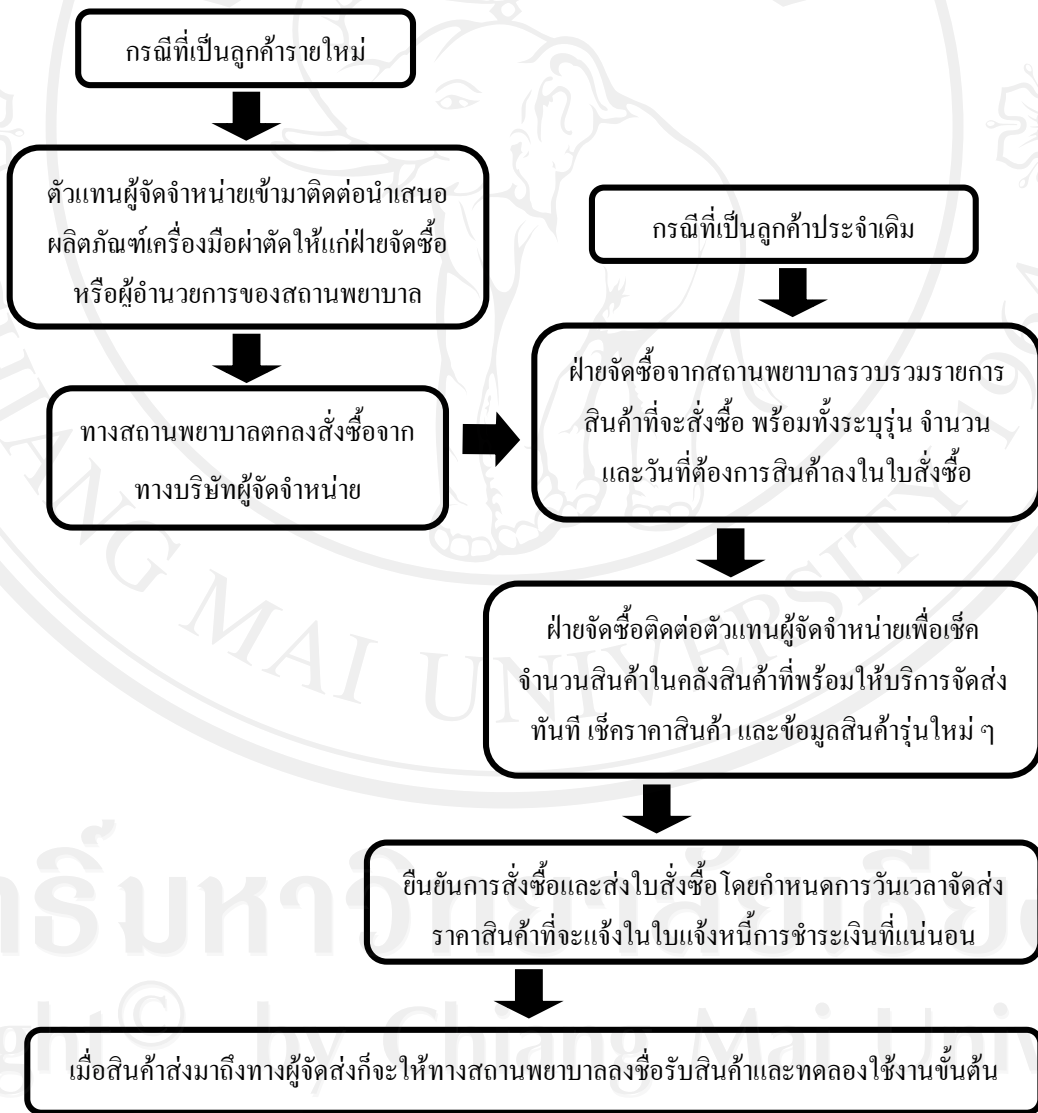 กรณีที่เป็นลูกค้ารายใหม่
ตัวแทนผู้จัดจำหน่ายเข้ามาติดต่อนำเสนอ
ผลิตภัณฑ์เครื่องมือผ่าตัดให้แก่ฝ่ายจัดซื้อ
หรือผู้อำนวยการของสถานพยาบาล
ทางสถานพยาบาลตกลงสั่งซื้อจาก
ทางบริษัทผู้จัดจำหน่าย
กรณีที่เป็นลูกค้าประจำเดิม
ฝ่ายจัดซื้อจากสถานพยาบาลรวบรวมรายการ
สินค้าที่จะสั่งซื้อ พร้อมทั้งระบุรุ่น จำนวน
และวันที่ต้องการสินค้าลงในใบสั่งซื้อ
ฝ่ายจัดซื้อติดต่อตัวแทนผู้จัดจำหน่ายเพื่อเช็ค
จำนวนสินค้าในคลังสินค้าที่พร้อมให้บริการจัดส่ง
ทันที เช็คราคาสินค้า และข้อมูลสินค้ารุ่นใหม่ ๆ
ยืนยันการสั่งซื้อและส่งใบสั่งซื้อโดยกำหนดการวันเวลาจัดส่ง
ราคาสินค้าที่จะแจ้งในใบแจ้งหนี้การชำระเงินที่แน่นอน
เมื่อสินค้าส่งมาถึงทางผู้จัดส่งก็จะให้ทางสถานพยาบาลลงชื่อรับสินค้าและทดลองใช้งานขั้นต้น
MAI UNIVERSITY
© by Chiang Mai